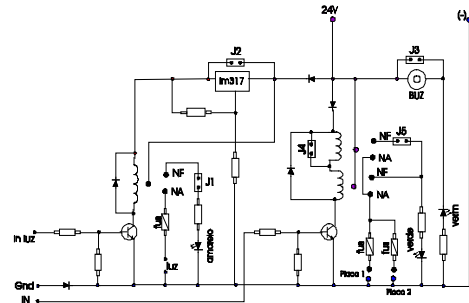 24V
(-)
J2
J3
lm317
BUZ
J4
NF
J5
NA
NF
NA
NF
NA
J1
fus
luz
amarelo
in luz
fus
fus
verde
verm
Placa 1
Placa 2
Gnd
IN